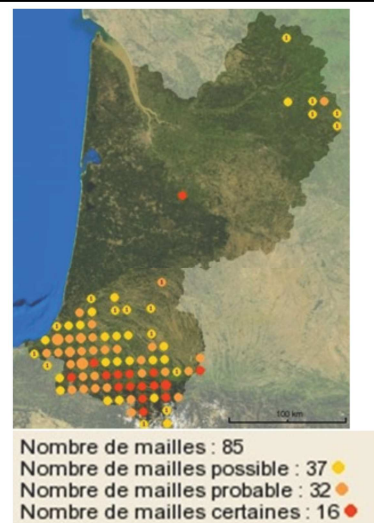 100 km
Nombre de mailles : 85
Nombre de mailles possible : 37
Nombre de mailles probable : 32
Nombre de mailles certaines : 16